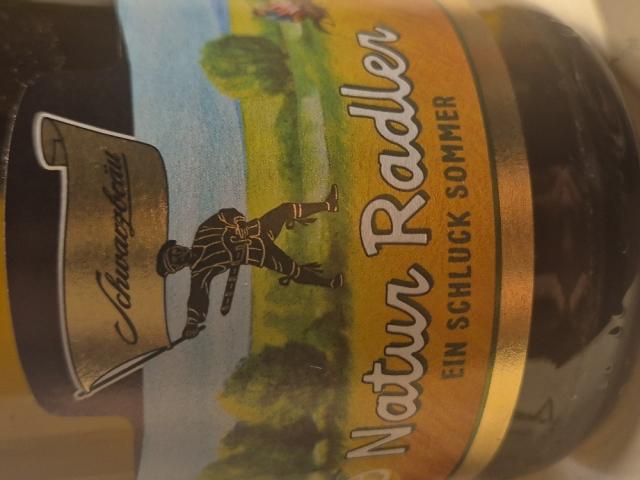 Schwarzbräu
Natur Radler
EIN SCHLUCK SOMMER